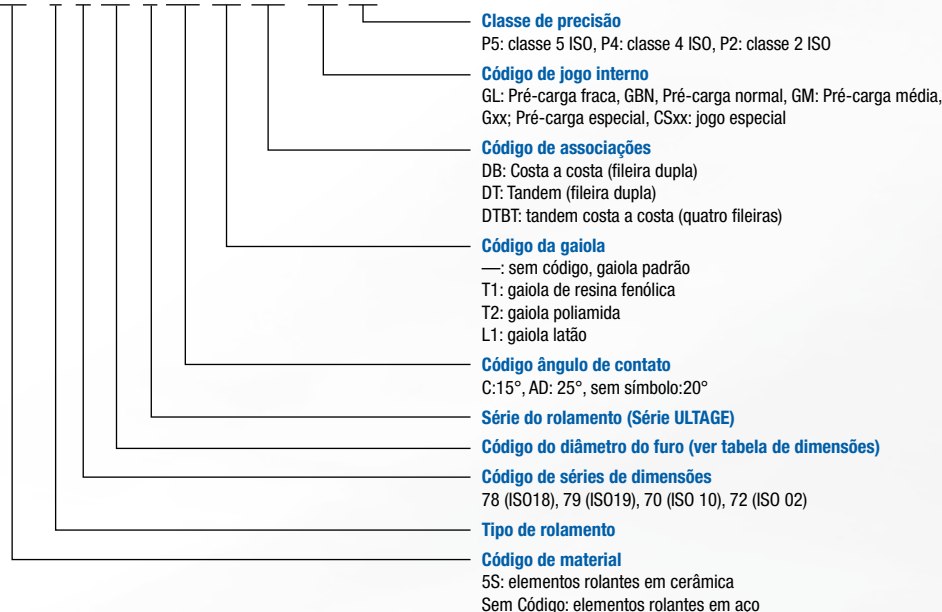 Classe de precisão
P5: classe 5 ISO, P4: classe 4 ISO, P2: classe 2 ISO
Código de jogo interno
GL: Pré-carga fraca, GBN, Pré-carga normal, GM: Pré-carga média,
Gxx; Pré-carga especial, CSxx: jogo especial
Código de associações
DB: Costa a costa (fileira dupla)
DT: Tandem (fileira dupla)
DTBT: tandem costa a costa (quatro fileiras)
Código da gaiola
—: sem código, gaiola padrão
T1: gaiola de resina fenólica
T2: gaiola poliamida
L1: gaiola latão
Código ângulo de contato
C:15°, AD: 25°, sem símbolo:20°
Série do rolamento (Série ULTAGE)
Código do diâmetro do furo (ver tabela de dimensões)
Código de séries de dimensões
78 (ISO18), 79 (ISO19), 70 (ISO 10), 72 (ISO 02)
Tipo de rolamento
Código de material
5S: elementos rolantes em cerâmica
Sem Código: elementos rolantes em aço